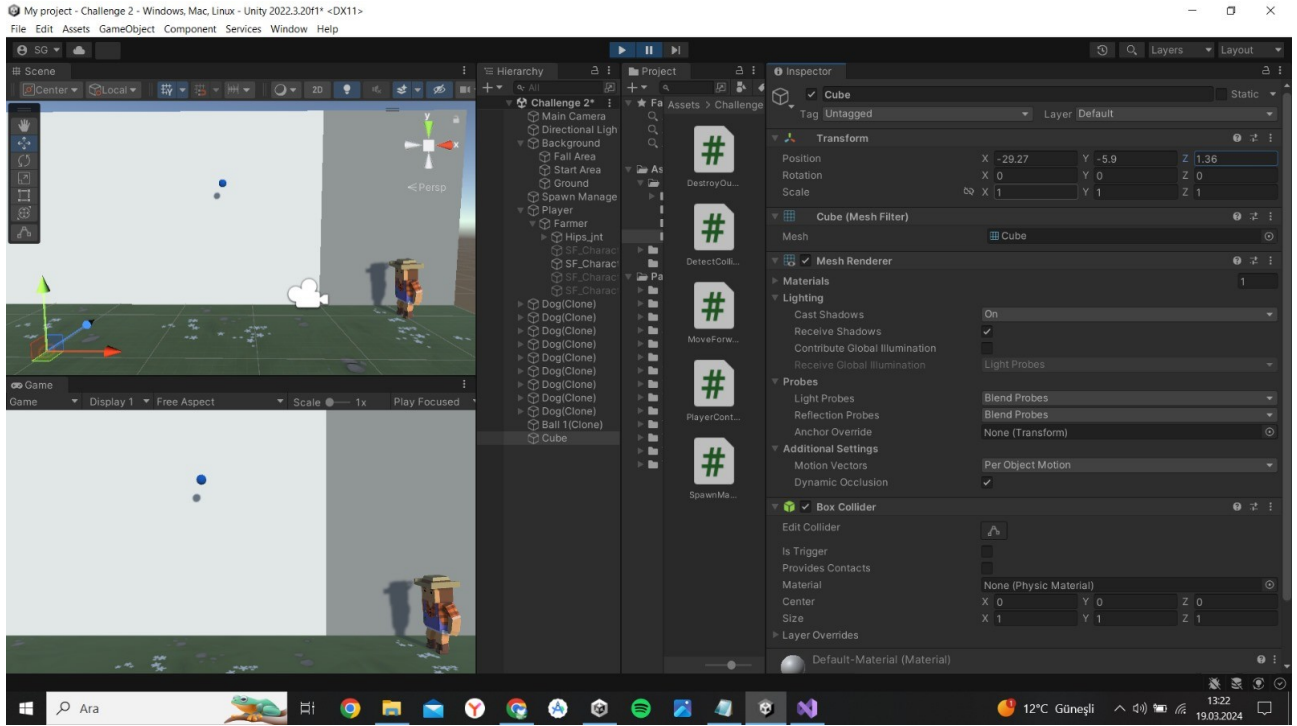 My project - Challenge 2 - Windows, Mac, Linux - Unity 2022.3.20f1* <DX11>
File Edit Assets GameObject Component Services Window Help
SG
Layers Layout
Scene
Center Local 2D
Persp
y
x
Game
Game Display 1 Free Aspect Scale 1x Play Focused
Hierarchy
All
Challenge 2*
Main Camera
Directional Ligh
Background
Fall Area
Start Area
Ground
Spawn Manage
Player
Farmer
Hips_jnt
SF_Charac
SF_Charac
SF_Charac
SF_Charac
Dog(Clone)
Dog(Clone)
Dog(Clone)
Dog(Clone)
Dog(Clone)
Dog(Clone)
Dog(Clone)
Dog(Clone)
Dog(Clone)
Ball 1(Clone)
Cube
Project
Fa
As
Pa
Assets > Challenge
DestroyOu...
DetectColli...
MoveForw...
PlayerCont...
SpawnMa...
Inspector
Cube Static
Tag Untagged Layer Default
Transform
Position X -29.27 Y -5.9 Z 1.36
Rotation X 0 Y 0 Z 0
Scale X 1 Y 1 Z 1
Cube (Mesh Filter)
Mesh Cube
Mesh Renderer
Materials 1
Lighting
Cast Shadows On
Receive Shadows
Contribute Global Illumination
Receive Global Illumination Light Probes
Probes
Light Probes Blend Probes
Reflection Probes Blend Probes
Anchor Override None (Transform)
Additional Settings
Motion Vectors Per Object Motion
Dynamic Occlusion
Box Collider
Edit Collider
Is Trigger
Provides Contacts
Material None (Physic Material)
Center X 0 Y 0 Z 0
Size X 1 Y 1 Z 1
Layer Overrides
Default-Material (Material)
Ara
12°C Güneşli
13:22
19.03.2024